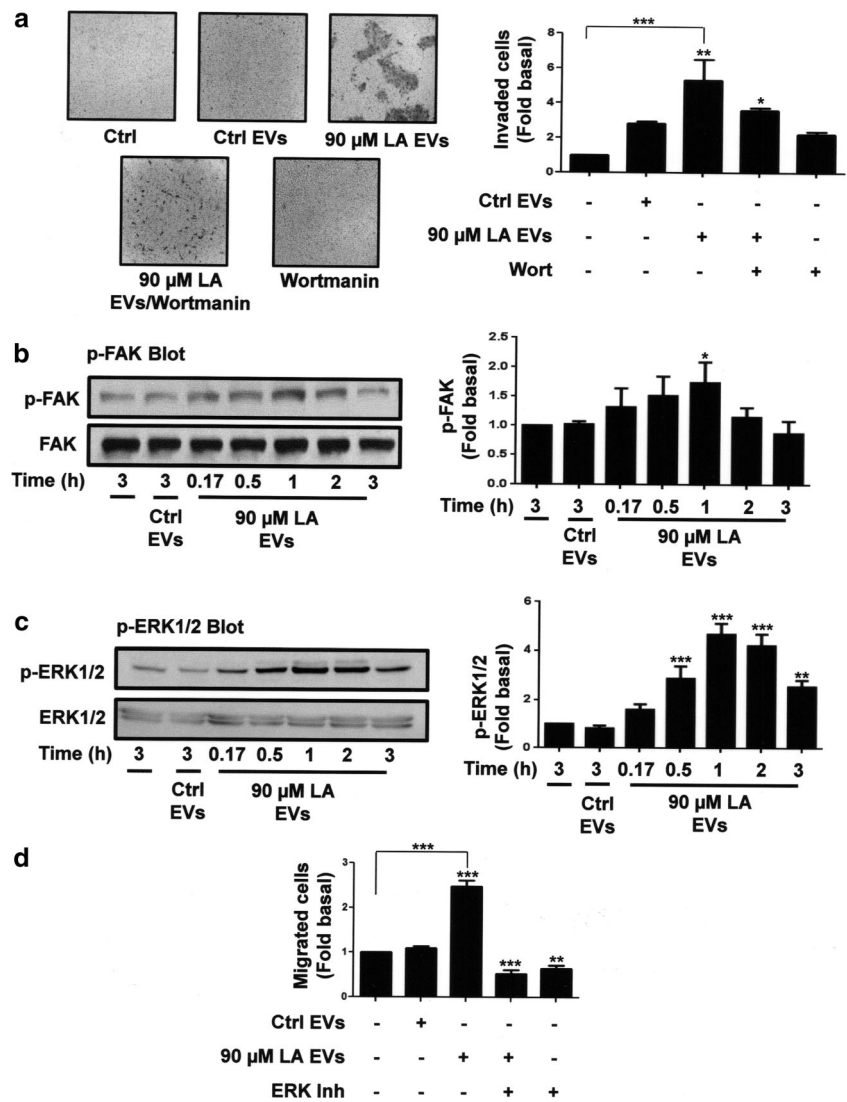 a
Ctrl
Ctrl EVs
90 µM LA EVs
90 µM LA
EVs/Wortmanin
Wortmanin
Invaded cells
(Fold basal)
8
6
4
2
0
***
**
*
Ctrl EVs - + - - -
90 µM LA EVs - - + + -
Wort - - - + +
b
p-FAK Blot
p-FAK
FAK
Time (h) 3 3 0.17 0.5 1 2 3
Ctrl
EVs
90 µM LA
EVs
p-FAK
(Fold basal)
2.5
2.0
1.5
1.0
0.5
0.0
*
Time (h) 3 3 0.17 0.5 1 2 3
Ctrl
EVs
90 µM LA
EVs
c
p-ERK1/2 Blot
p-ERK1/2
ERK1/2
Time (h) 3 3 0.17 0.5 1 2 3
Ctrl
EVs
90 µM LA
EVs
p-ERK1/2
(Fold basal)
6
4
2
0
*** *** *** **
Time (h) 3 3 0.17 0.5 1 2 3
Ctrl
EVs
90 µM LA
EVs
d
Migrated cells
(Fold basal)
3
2
1
0
***
*** *** **
Ctrl EVs - + - - -
90 µM LA EVs - - + + -
ERK Inh - - - + +